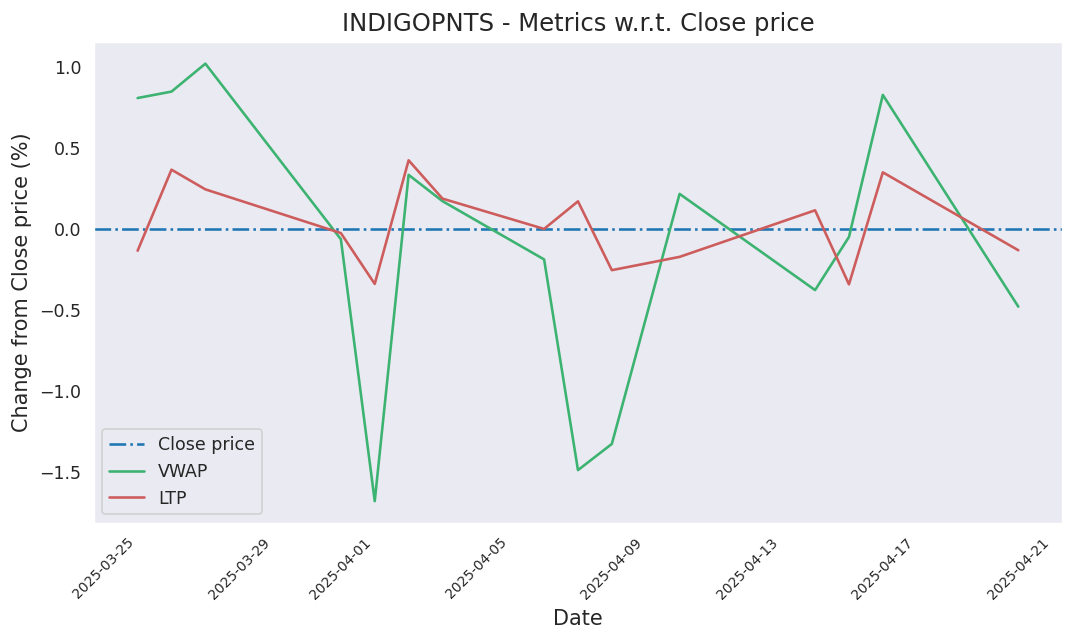 INDIGOPNTS - Metrics w.r.t. Close price
Change from Close price (%)
1.0
0.5
0.0
−0.5
−1.0
−1.5
Close price
VWAP
LTP
2025-03-25
2025-03-29
2025-04-01
2025-04-05
2025-04-09
2025-04-13
2025-04-17
2025-04-21
Date